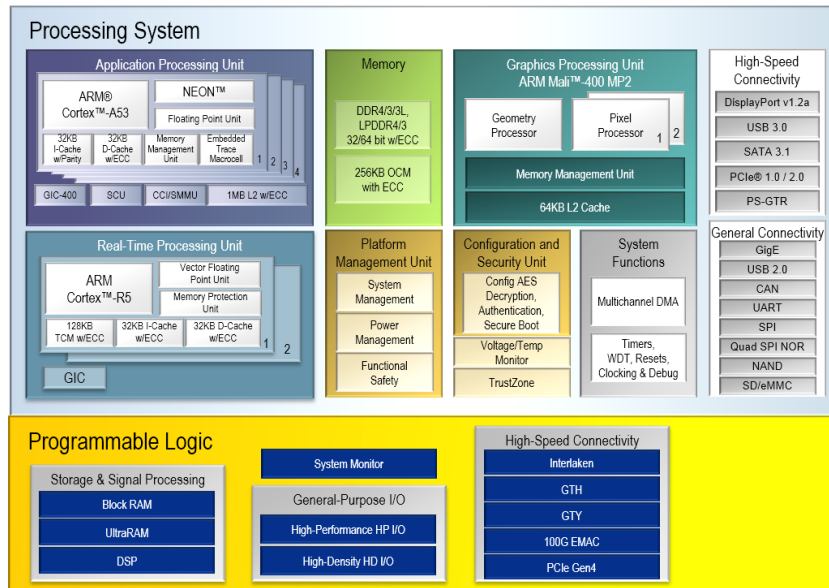 Processing System
Application Processing Unit
ARM®
Cortex™-A53
NEON™
Floating Point Unit
32KB
I-Cache
w/Parity
32KB
D-Cache
w/ECC
Memory
Management
Unit
Embedded
Trace
Macrocell
1
2
3
4
GIC-400
SCU
CCI/SMMU
1MB L2 w/ECC
Memory
DDR4/3/3L,
LPDDR4/3
32/64 bit w/ECC
256KB OCM
with ECC
Graphics Processing Unit
ARM Mali™-400 MP2
Geometry
Processor
Pixel
Processor
1
2
Memory Management Unit
64KB L2 Cache
High-Speed
Connectivity
DisplayPort v1.2a
USB 3.0
SATA 3.1
PCIe® 1.0 / 2.0
PS-GTR
Real-Time Processing Unit
ARM
Cortex™-R5
Vector Floating
Point Unit
Memory Protection
Unit
128KB
TCM w/ECC
32KB I-Cache
w/ECC
32KB D-Cache
w/ECC
1
2
GIC
Platform
Management Unit
System
Management
Power
Management
Functional
Safety
Configuration and
Security Unit
Config AES
Decryption,
Authentication,
Secure Boot
Voltage/Temp
Monitor
TrustZone
System
Functions
Multichannel DMA
Timers,
WDT, Resets,
Clocking & Debug
General Connectivity
GigE
USB 2.0
CAN
UART
SPI
Quad SPI NOR
NAND
SD/eMMC
Programmable Logic
Storage & Signal Processing
Block RAM
UltraRAM
DSP
System Monitor
General-Purpose I/O
High-Performance HP I/O
High-Density HD I/O
High-Speed Connectivity
Interlaken
GTH
GTY
100G EMAC
PCIe Gen4